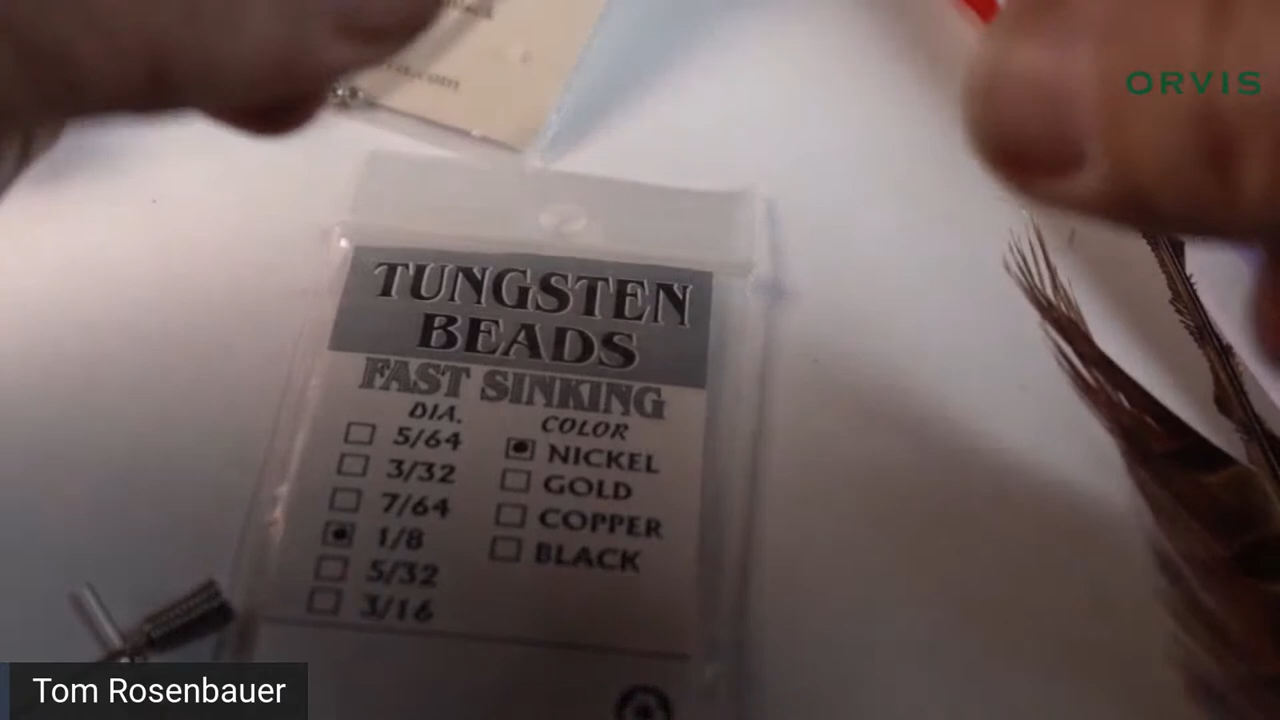 .com
ORVIS
TUNGSTEN
BEADS
FAST SINKING
DIA.
COLOR
5/64
NICKEL
3/32
GOLD
7/64
COPPER
1/8
BLACK
5/32
3/16
Tom Rosenbauer